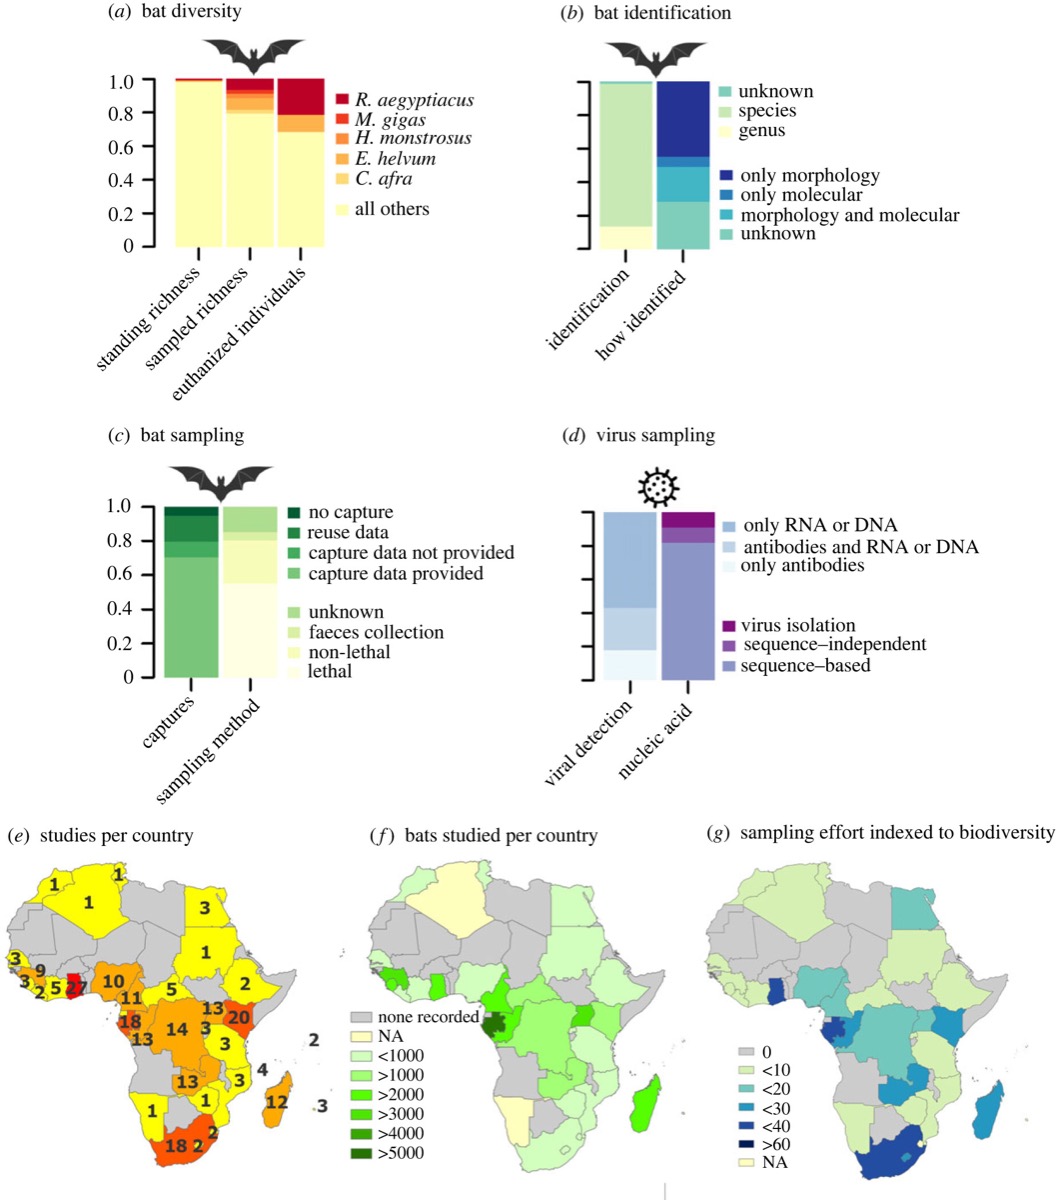 (a) bat diversity
1.0
0.8
0.6
0.4
0.2
0
R. aegyptiacus
M. gigas
H. monstrosus
E. helvum
C. afra
all others
standing richness
sampled richness
euthanized individuals
(b) bat identification
unknown
species
genus
only morphology
only molecular
morphology and molecular
unknown
identification
how identified
(c) bat sampling
1.0
0.8
0.6
0.4
0.2
0
no capture
reuse data
capture data not provided
capture data provided
unknown
faeces collection
non-lethal
lethal
captures
sampling method
(d) virus sampling
only RNA or DNA
antibodies and RNA or DNA
only antibodies
virus isolation
sequence–independent
sequence–based
viral detection
nucleic acid
(e) studies per country
1
1
1
3
3
1
9
3
2
5
27
10
11
5
2
13
20
18
13
14
3
3
2
4
13
3
1
12
3
1
2
18
2
(f) bats studied per country
none recorded
NA
<1000
>1000
>2000
>3000
>4000
>5000
(g) sampling effort indexed to biodiversity
0
<10
<20
<30
<40
>60
NA